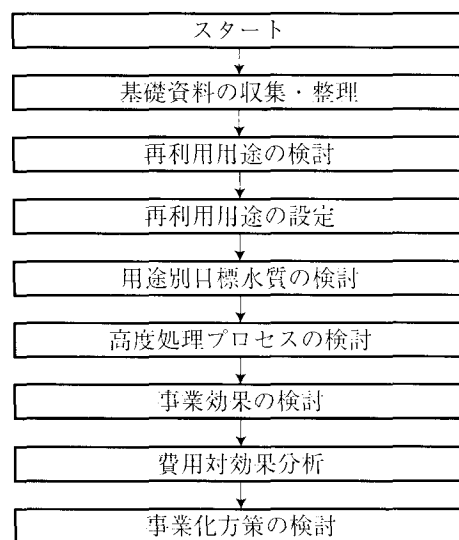 スタート
基礎資料の収集・整理
再利用用途の検討
再利用用途の設定
用途別目標水質の検討
高度処理プロセスの検討
事業効果の検討
費用対効果分析
事業化方策の検討